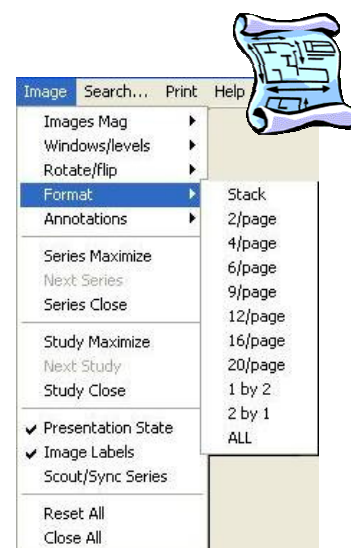 Image Search... Print Help
Images Mag
Windows/levels
Rotate/flip
Format
Annotations
Series Maximize
Next Series
Series Close
Study Maximize
Next Study
Study Close
Presentation State
Image Labels
Scout/Sync Series
Reset All
Close All
Stack
2/page
4/page
6/page
9/page
12/page
16/page
20/page
1 by 2
2 by 1
ALL